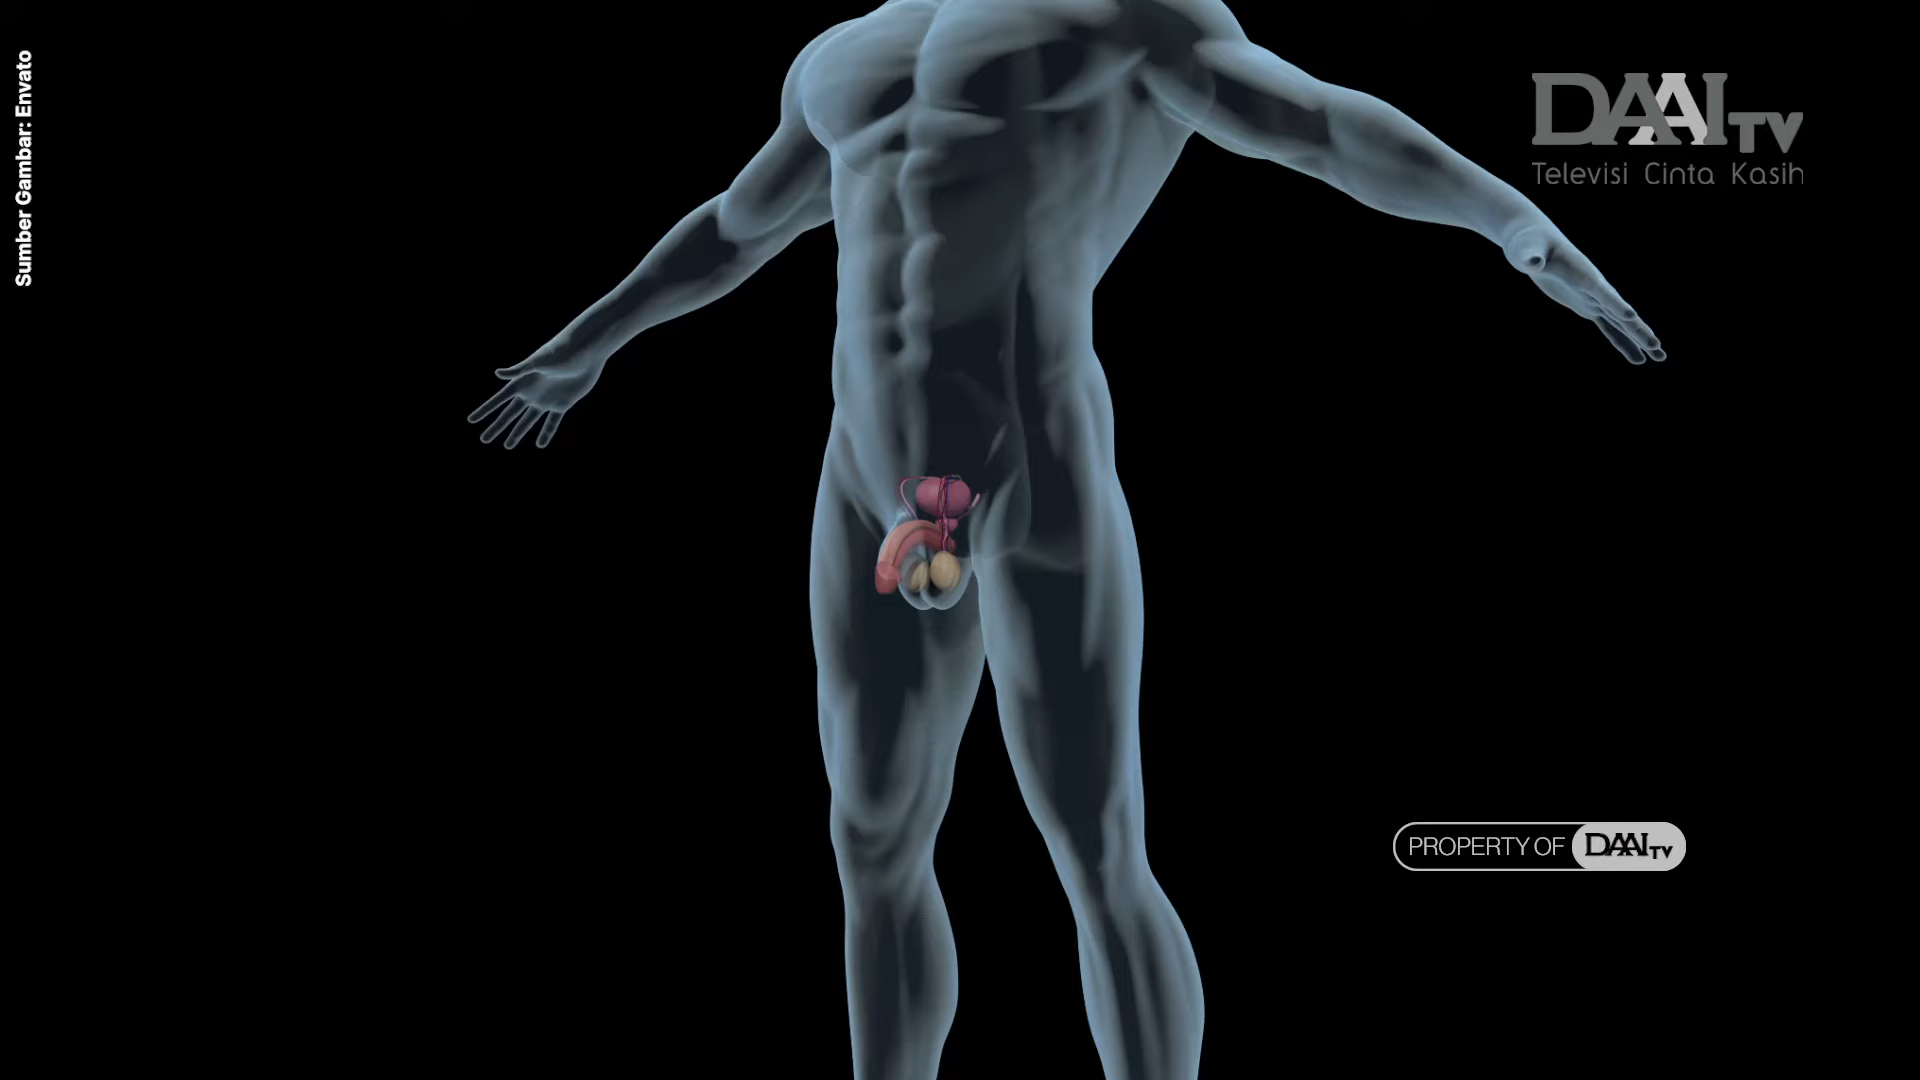 Sumber Gambar: Envato
DAAI TV
Televisi Cinta Kasih
PROPERTY OF DAAI TV